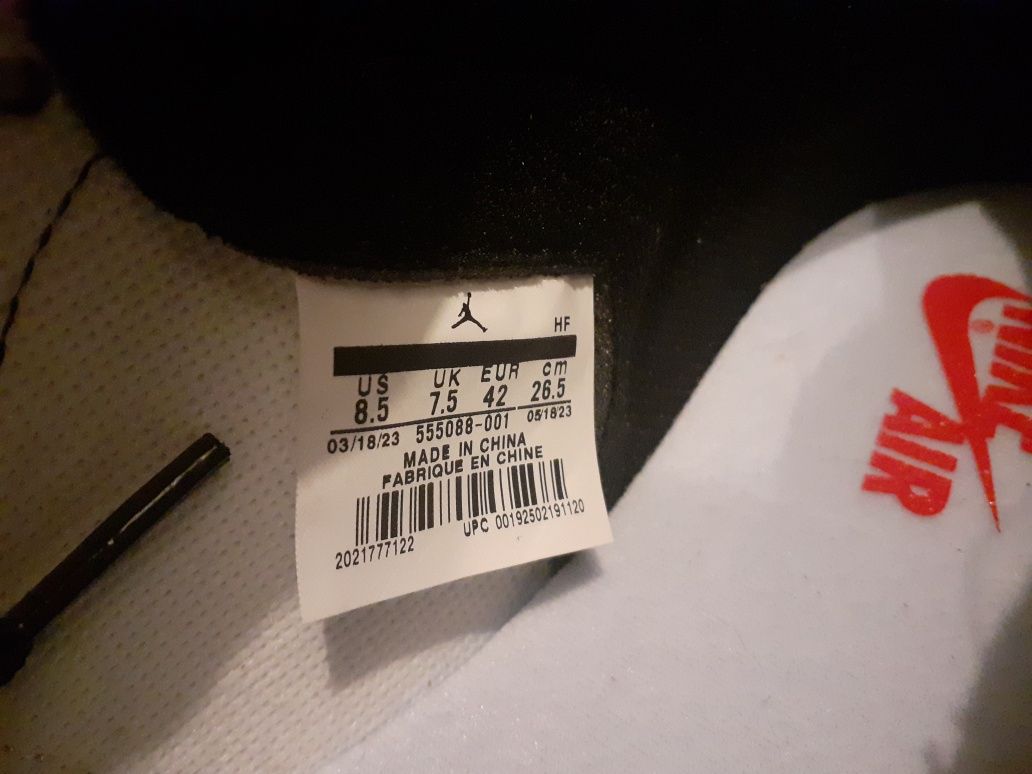 HF
US UK EUR cm
8.5 7.5 42 26.5
03/18/23 555088-001 05/18/23
MADE IN CHINA
FABRIQUE EN CHINE
2021777122 UPC 00192502191120
NIKE
AIR